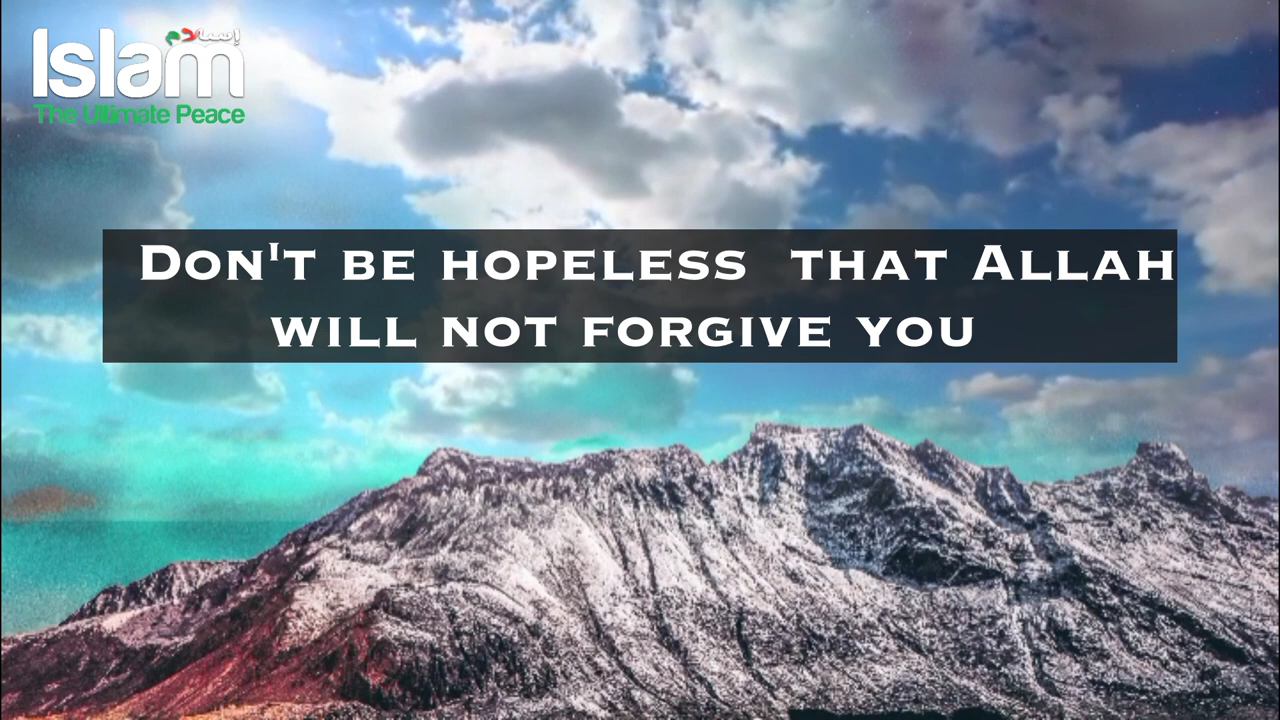 إسلام
Islam
The Ultimate Peace
DON'T BE HOPELESS THAT ALLAH
WILL NOT FORGIVE YOU